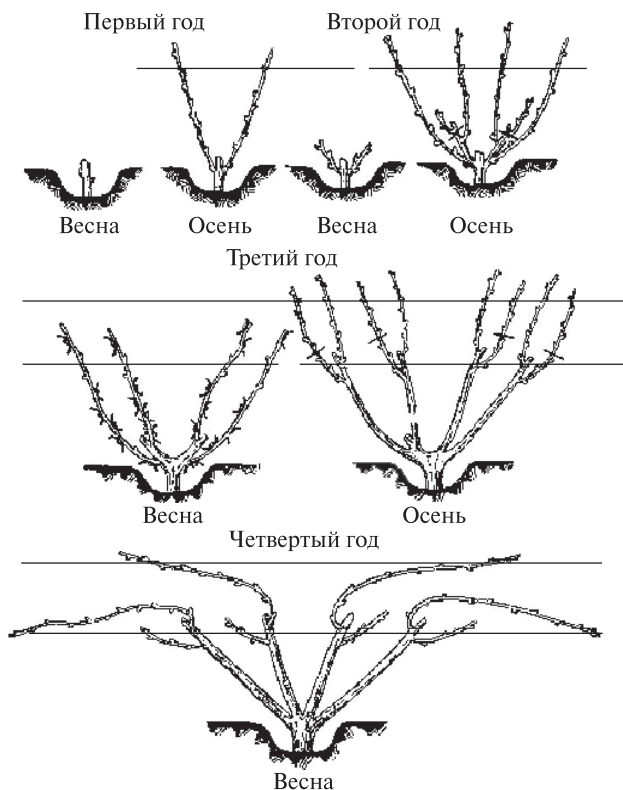 Первый год
Второй год
Весна
Осень
Весна
Осень
Третий год
Весна
Осень
Четвертый год
Весна